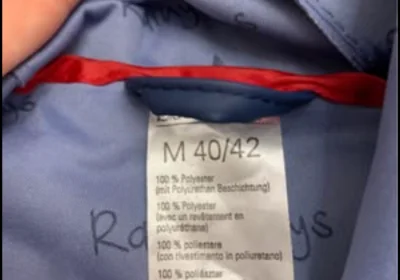 M 40/42
100 % Polyester
(mit Polyurethan Beschichtung)
100 % Polyester
(avec un revêtement en
polyuréthane)
100 % poliestere
(con rivestimento in poliuretano)
100 % poliészter